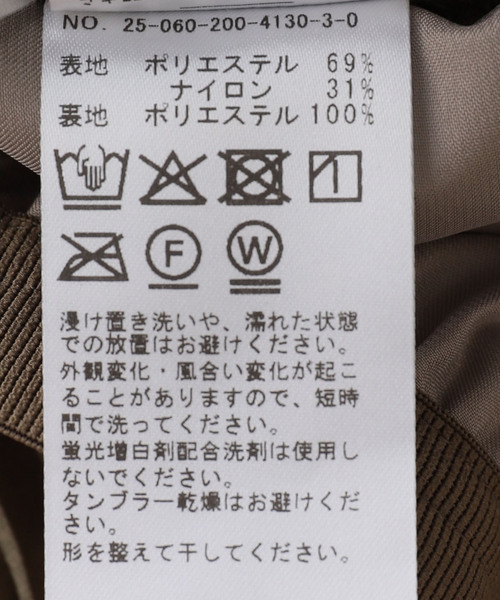 NO. 25-060-200-4130-3-0
表地 ポリエステル 69%
ナイロン 31%
裏地 ポリエステル 100%
F W
浸け置き洗いや、濡れた状態
での放置はお避けください。
外観変化・風合い変化が起こ
ることがありますので、短時
間で洗ってください。
蛍光増白剤配合洗剤は使用し
ないでください。
タンブラー乾燥はお避けくだ
さい。
形を整えて干してください。